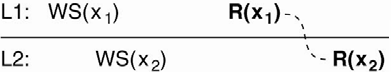 L1: WS(x₁) R(x₁)
L2: WS(x₂) R(x₂)